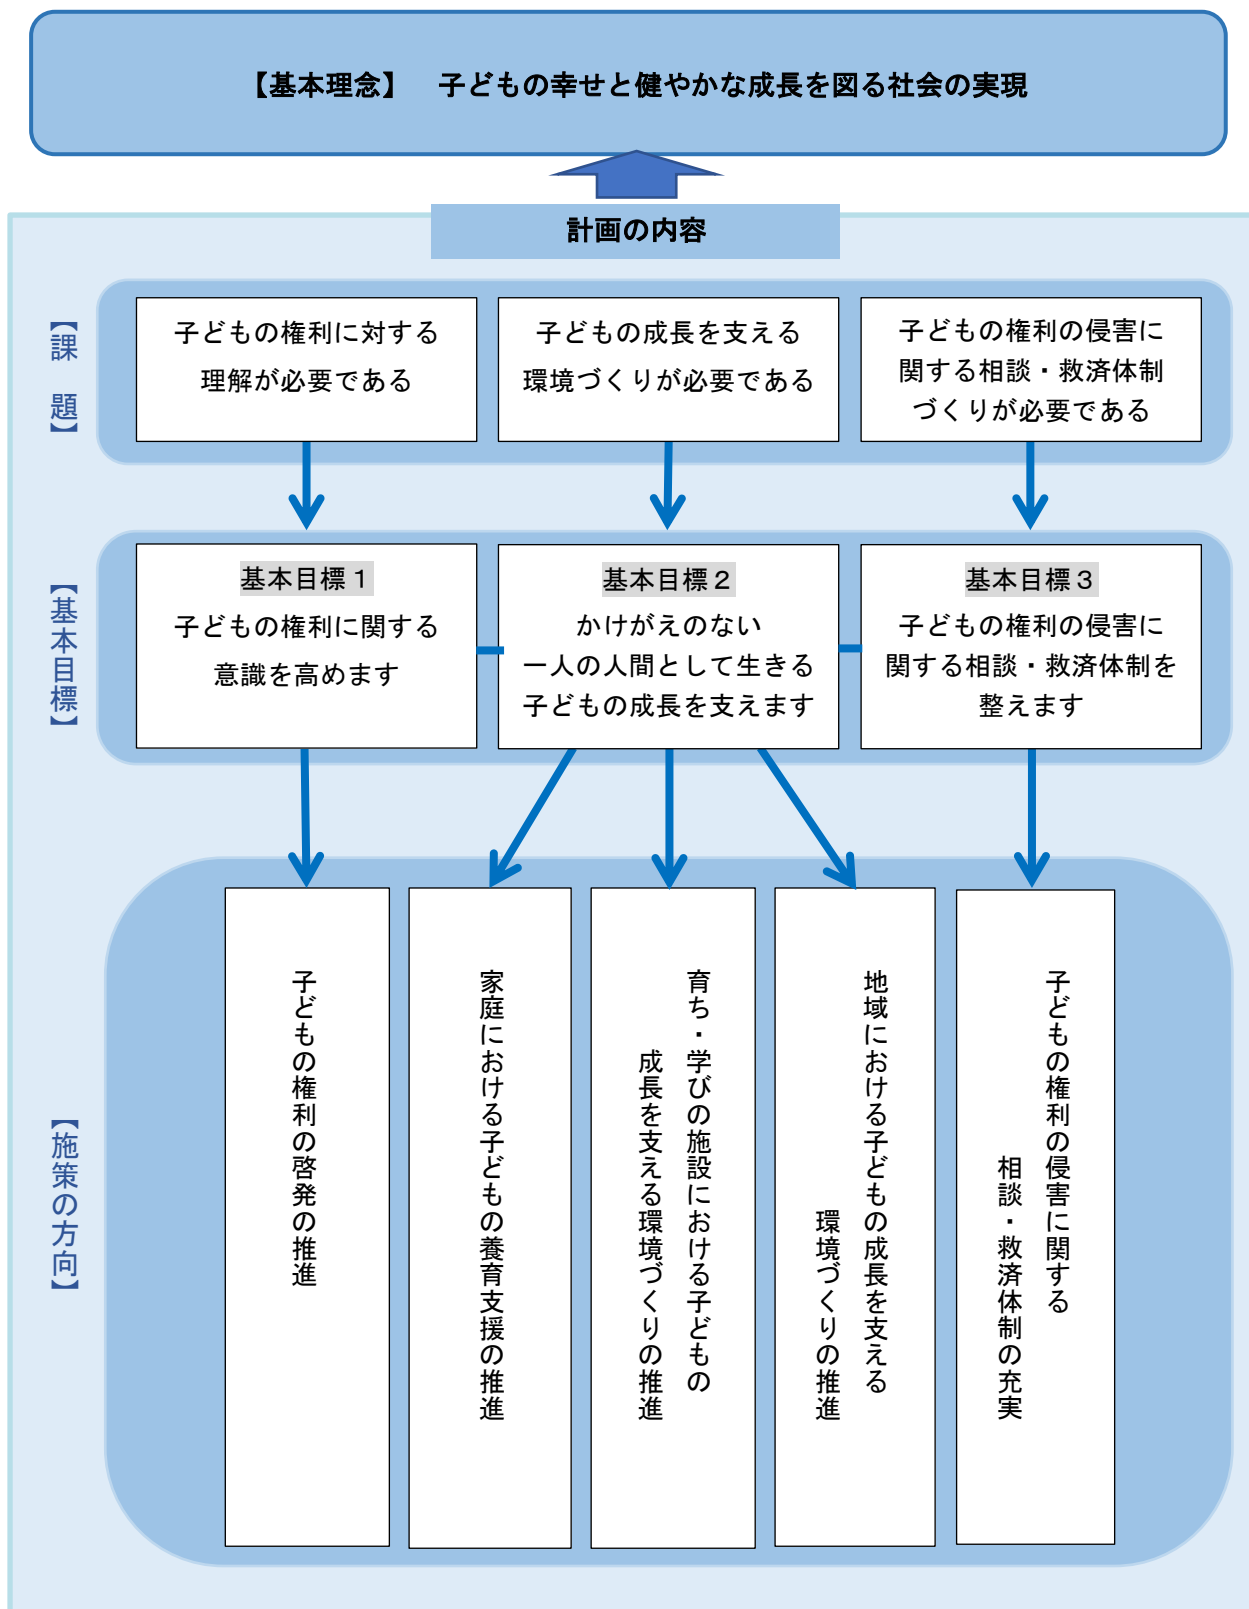 【基本理念】　子どもの幸せと健やかな成長を図る社会の実現
計画の内容
【課　題】
子どもの権利に対する
理解が必要である
子どもの成長を支える
環境づくりが必要である
子どもの権利の侵害に
関する相談・救済体制
づくりが必要である
【基本目標】
基本目標１
子どもの権利に関する
意識を高めます
基本目標２
かけがえのない
一人の人間として生きる
子どもの成長を支えます
基本目標３
子どもの権利の侵害に
関する相談・救済体制を
整えます
【施策の方向】
子どもの権利の啓発の推進
家庭における子どもの養育支援の推進
育ち・学びの施設における子どもの
成長を支える環境づくりの推進
地域における子どもの成長を支える
環境づくりの推進
子どもの権利の侵害に関する
相談・救済体制の充実